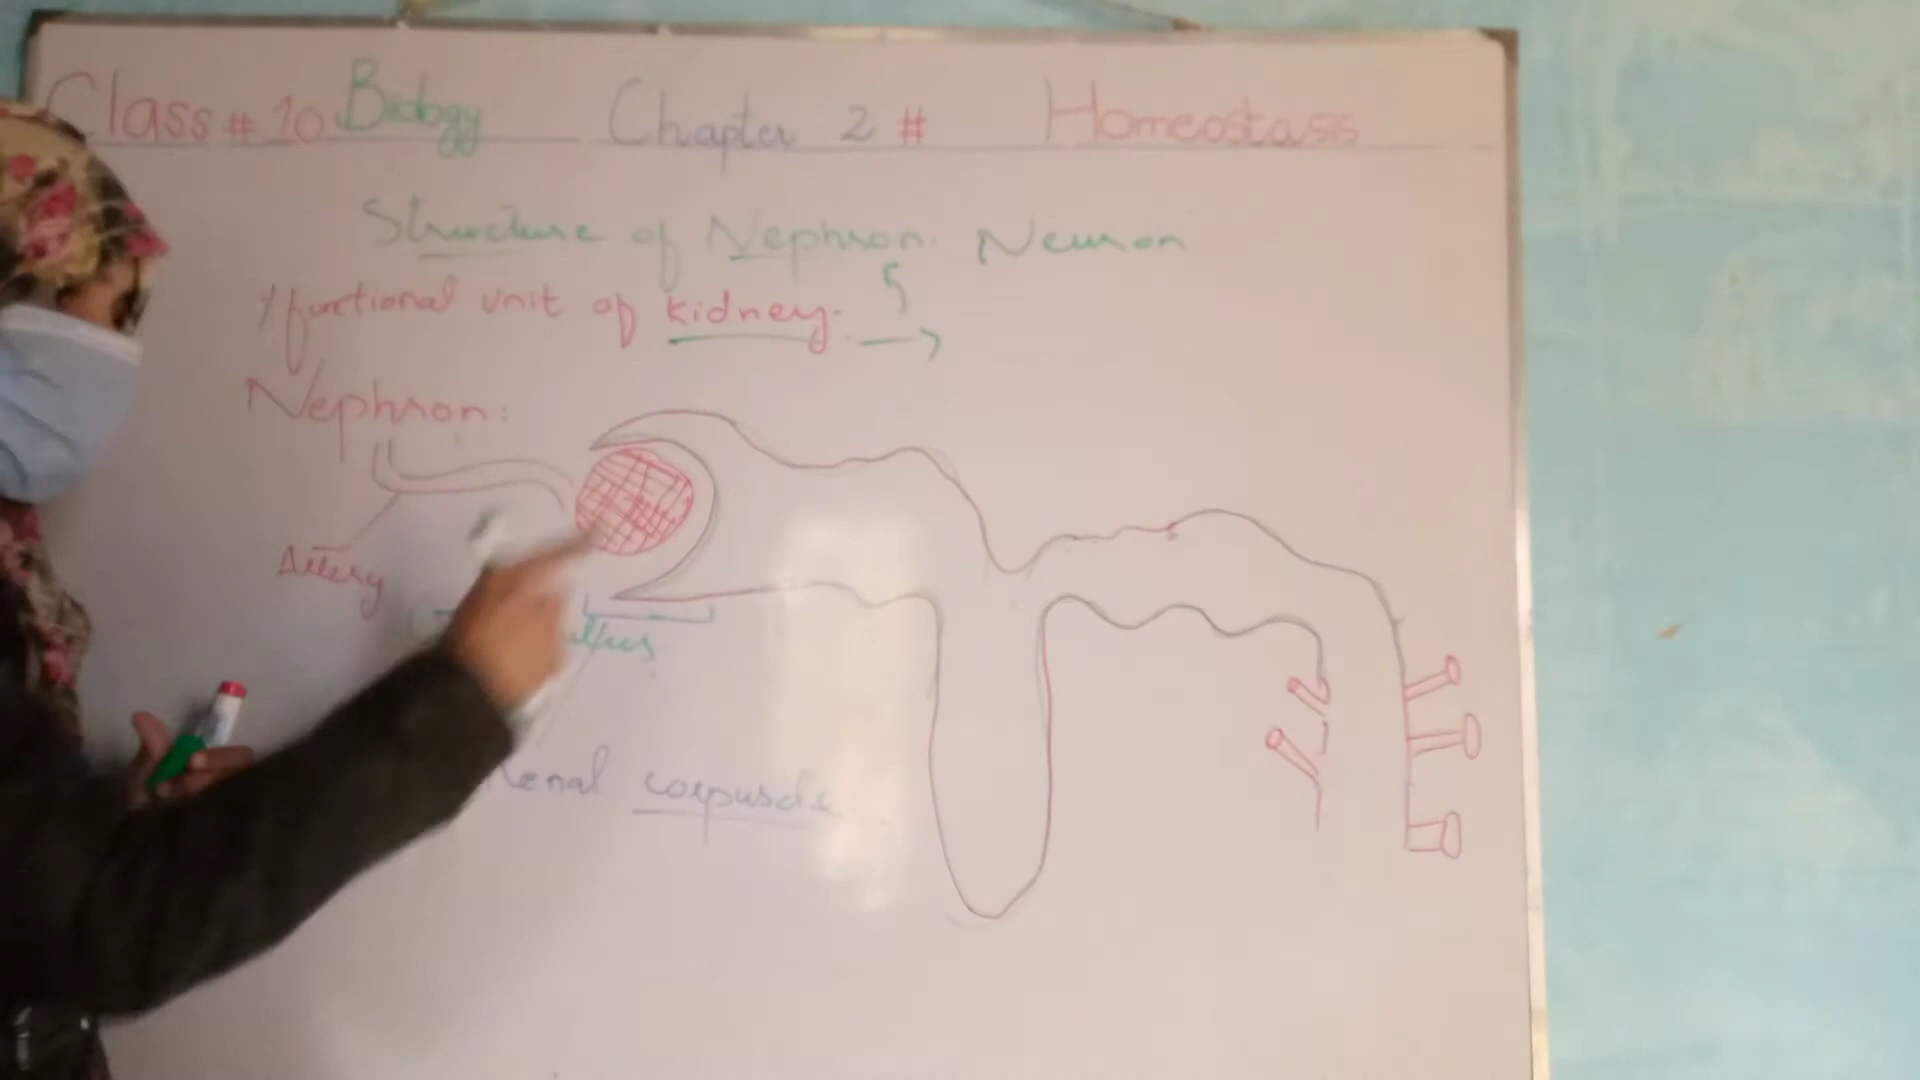 Class # 10 Biology Chapter 2 # Homeostasis
Structure of Nephron. Neuron
functional unit of kidney.
Nephron:
Artery
Renal corpuscle